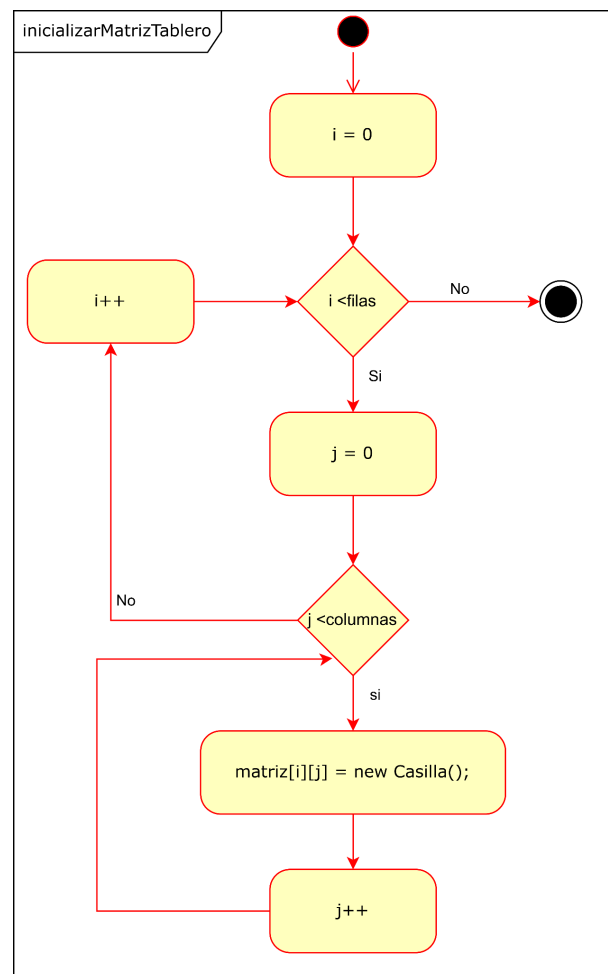 inicializarMatrizTablero
i = 0
i++
i <filas
No
Si
j = 0
No
j <columnas
si
matriz[i][j] = new Casilla();
j++